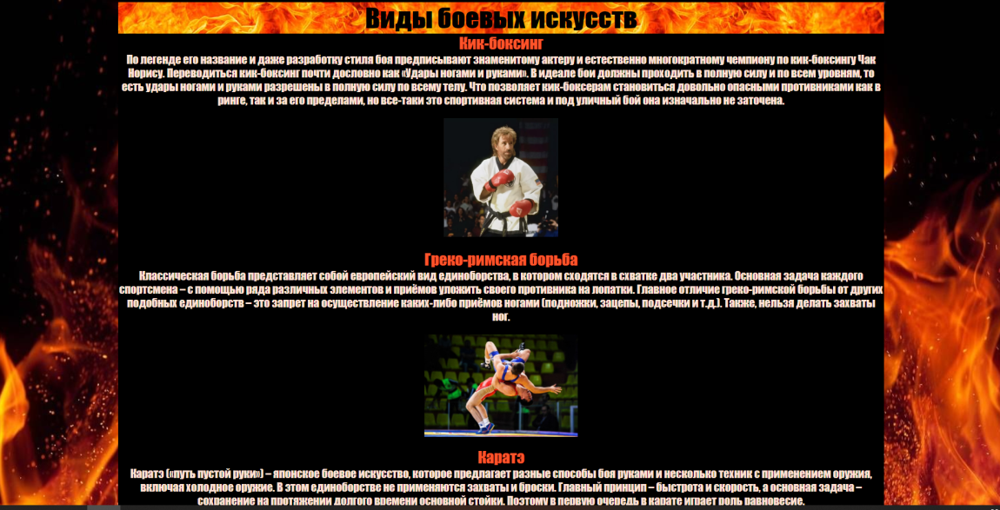 Виды боевых искусств
Кик-боксинг
По легенде его название и даже разработку стиля боя предписывают знаменитому актеру и естественно многократному чемпиону по кик-боксингу Чак
Норису. Переводиться кик-боксинг почти дословно как «Удары ногами и руками». В идеале бои должны проходить в полную силу и по всем уровням, то
есть удары ногами и руками разрешены в полную силу по всему телу. Что позволяет кик-боксерам становиться довольно опасными противниками как в
ринге, так и за его пределами, но все-таки это спортивная система и под уличный бой она изначально не заточена.
Греко-римская борьба
Классическая борьба представляет собой европейский вид единоборства, в котором сходятся в схватке два участника. Основная задача каждого
спортсмена – с помощью ряда различных элементов и приёмов уложить своего противника на лопатки. Главное отличие греко-римской борьбы от других
подобных единоборств – это запрет на осуществление каких-либо приёмов ногами (подножки, зацепы, подсечки и т.д.). Также, нельзя делать захваты
ног.
Каратэ
Каратэ («путь пустой руки») – японское боевое искусство, которое предлагает разные способы боя руками и несколько техник с применением оружия,
включая холодное оружие. В этом единоборстве не применяются захваты и броски. Главный принцип – быстрота и скорость, а основная задача –
сохранение на протяжении долгого времени основной стойки. Поэтому в первую очередь в карате играет роль равновесие.